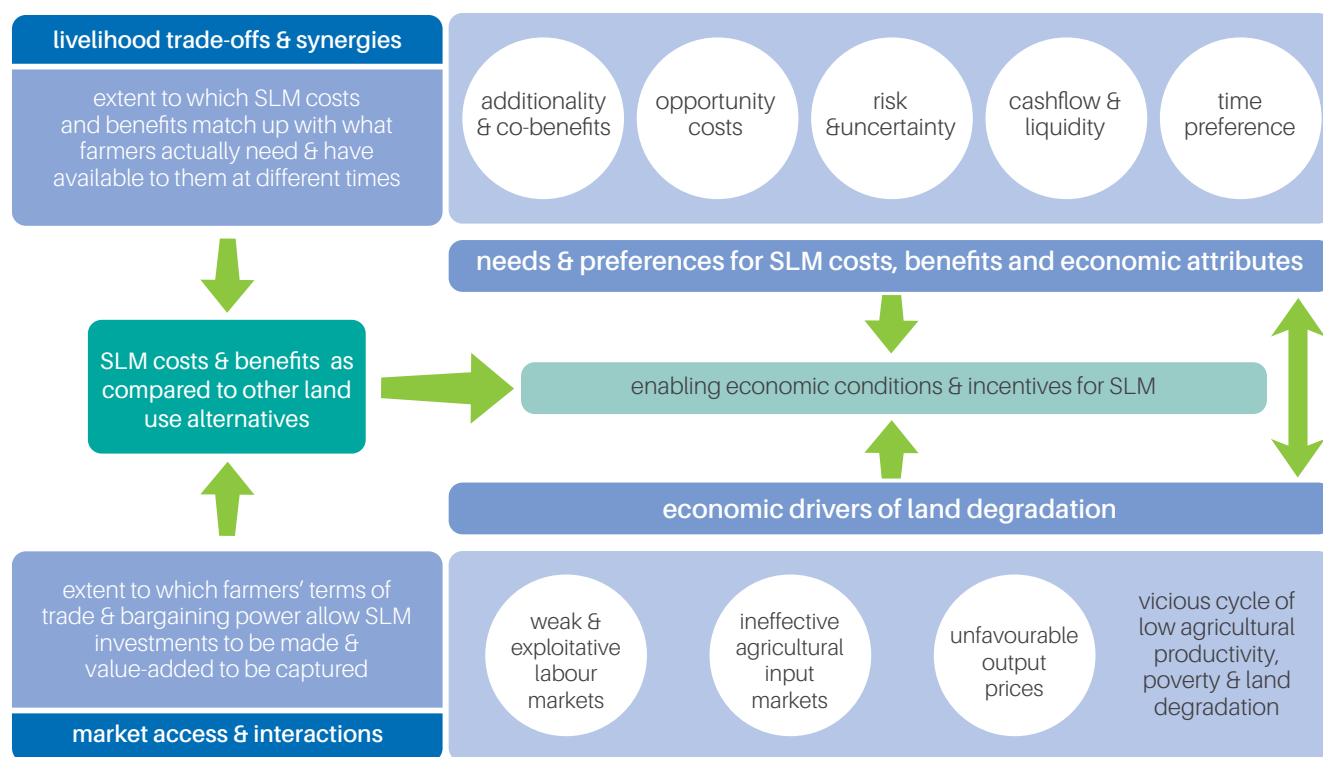 livelihood trade-offs & synergies
extent to which SLM costs
and benefits match up with what
farmers actually need & have
available to them at different times
additionality
& co-benefits
opportunity
costs
risk
&uncertainty
cashflow &
liquidity
time
preference
needs & preferences for SLM costs, benefits and economic attributes
SLM costs & benefits as
compared to other land
use alternatives
enabling economic conditions & incentives for SLM
economic drivers of land degradation
extent to which farmers’ terms of
trade & bargaining power allow SLM
investments to be made &
value-added to be captured
market access & interactions
weak &
exploitative
labour
markets
ineffective
agricultural
input
markets
unfavourable
output
prices
vicious cycle of
low agricultural
productivity,
poverty & land
degradation